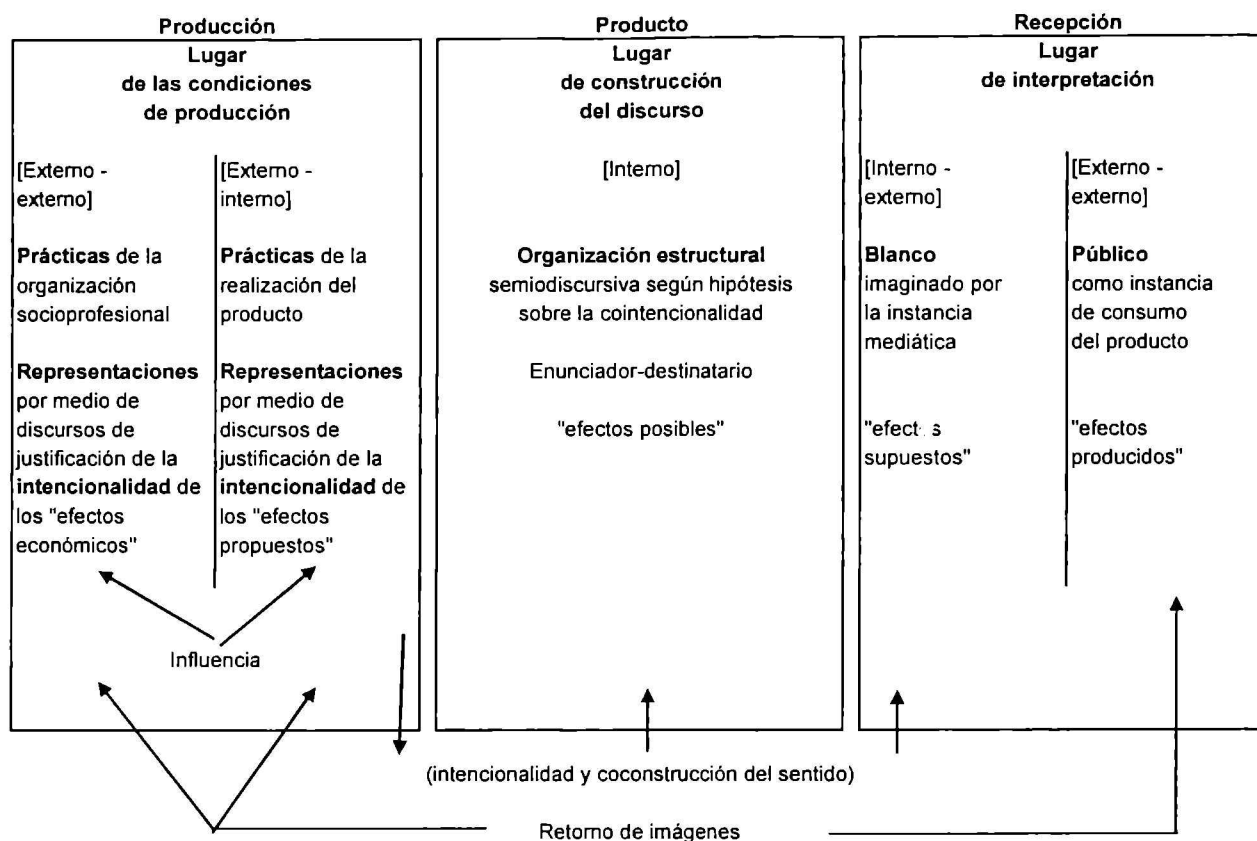 Producción
Lugar
de las condiciones
de producción
[Externo -
externo]
Prácticas de la
organización
socioprofesional
Representaciones
por medio de
discursos de
justificación de la
intencionalidad de
los "efectos
económicos"
[Externo -
interno]
Prácticas de la
realización del
producto
Representaciones
por medio de
discursos de
justificación de la
intencionalidad de
los "efectos
propuestos"
Influencia
Producto
Lugar
de construcción
del discurso
[Interno]
Organización estructural
semiodiscursiva según hipótesis
sobre la cointencionalidad
Enunciador-destinatario
"efectos posibles"
Recepción
Lugar
de interpretación
[Interno -
externo]
Blanco
imaginado por
la instancia
mediática
"efectos
supuestos"
[Externo -
externo]
Público
como instancia
de consumo
del producto
"efectos
producidos"
(intencionalidad y coconstrucción del sentido)
Retorno de imágenes